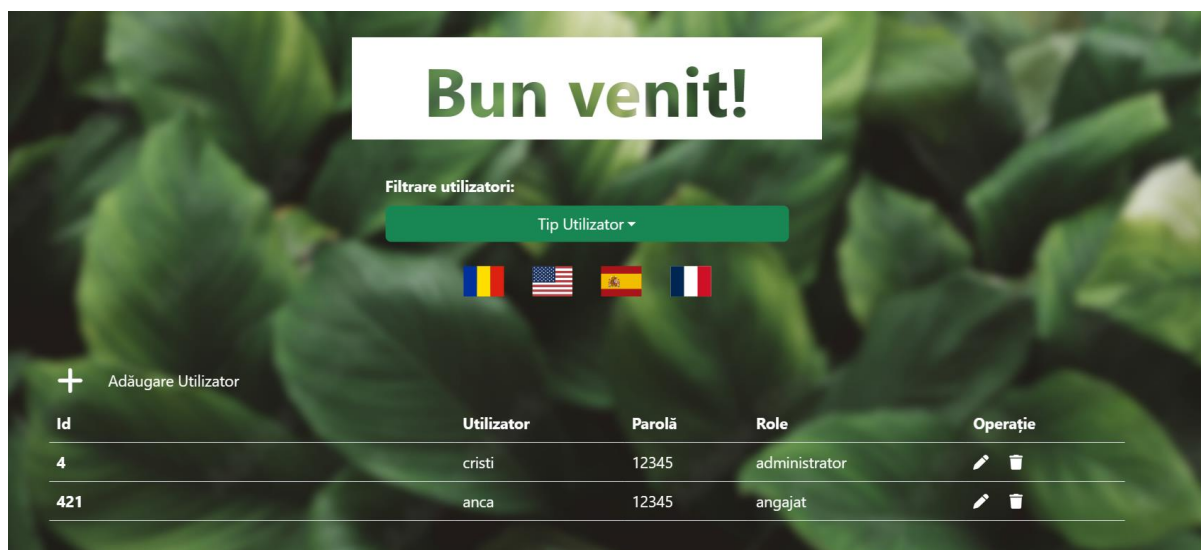 Bun venit!
Filtrare utilizatori:
Tip Utilizator
Adăugare Utilizator
Id Utilizator Parolă Role Operație
4 cristi 12345 administrator
421 anca 12345 angajat